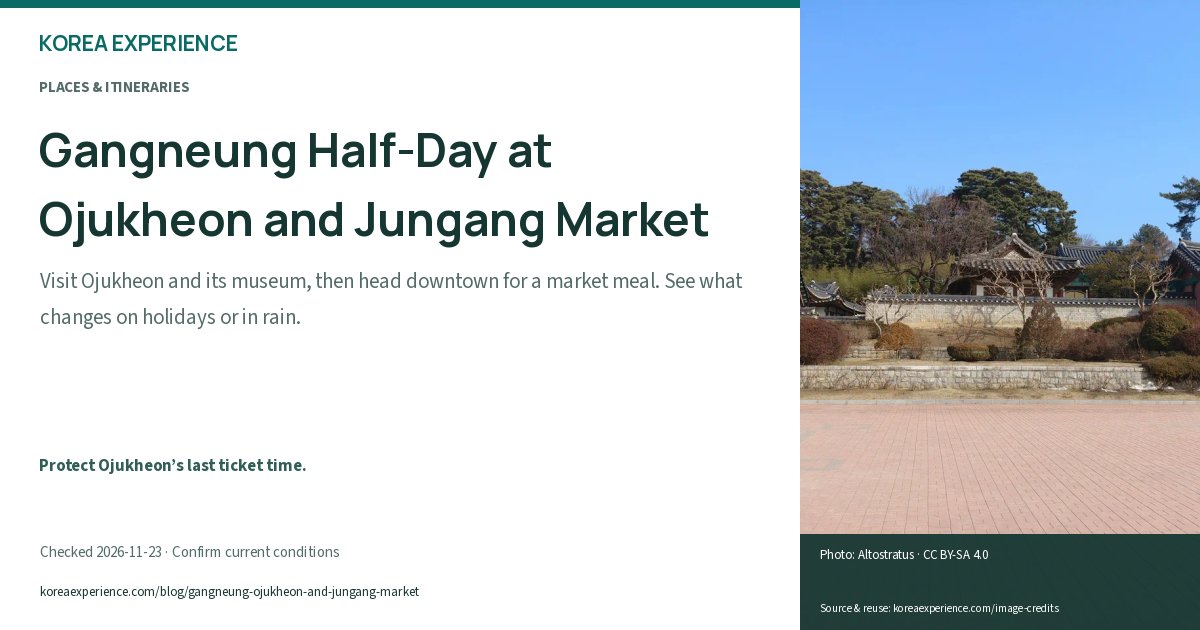 KOREA EXPERIENCE
PLACES & ITINERARIES
Gangneung Half-Day at
Ojukheon and Jungang Market
Visit Ojukheon and its museum, then head downtown for a market meal. See what
changes on holidays or in rain.
Protect Ojukheon’s last ticket time.
Checked 2026-11-23 · Confirm current conditions
koreaexperience.com/blog/gangneung-ojukheon-and-jungang-market
Photo: Altostratus · CC BY-SA 4.0
Source & reuse: koreaexperience.com/image-credits